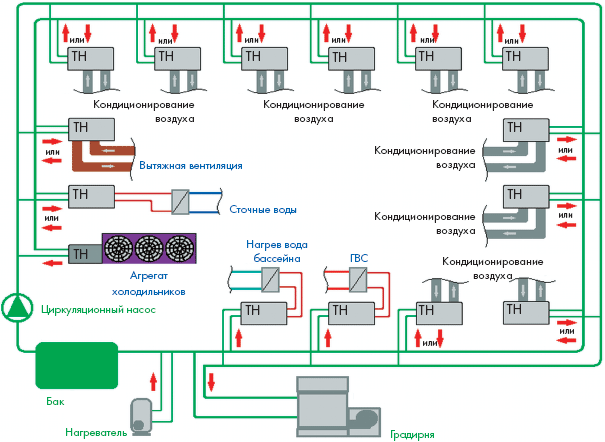 или
или
или
или
или
или
ТН
ТН
ТН
ТН
ТН
ТН
Кондиционирование
воздуха
Кондиционирование
воздуха
Кондиционирование
воздуха
ТН
или
Вытяжная вентиляция
Кондиционирование
воздуха
ТН
или
ТН
или
Сточные воды
Кондиционирование
воздуха
ТН
или
ТН
Агрегат
холодильников
Нагрев вода
бассейна
ГВС
Кондиционирование
воздуха
Циркуляционный насос
ТН
ТН
ТН
ТН
или
или
Бак
Нагреватель
Градирня